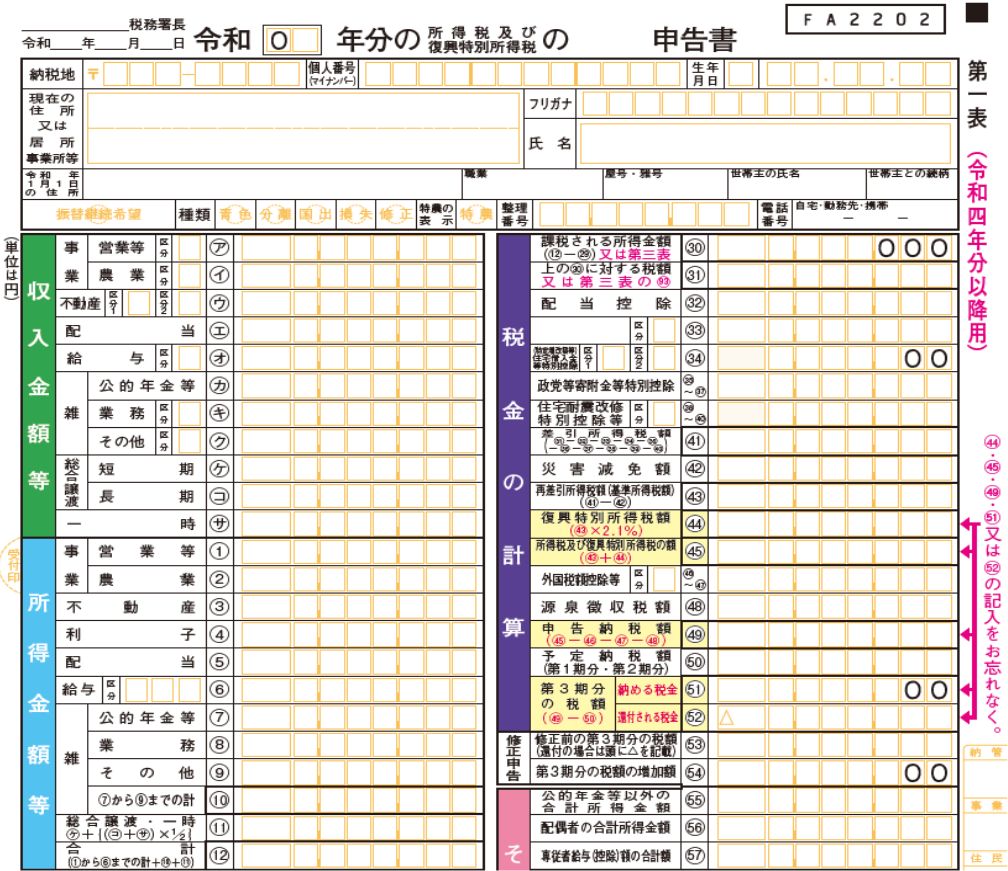 FA2202
税務署長
令和 年 月 日
令和 0 年分の 所得税及び復興特別所得税 の 申告書
第一表
(令和四年分以降用)
納税地 〒
個人番号(マイナンバー)
生年月日
現在の住所又は居所事業所等
フリガナ
氏名
令和 年1月1日の住所
職業
屋号・雅号
世帯主の氏名
世帯主との続柄
振替継続希望
種類 青色 分離 国出 損失 修正 特農の表示 特農
整理番号
電話番号 自宅・勤務先・携帯
(単位は円)
収入金額等
事業 営業等 区分 ㋐
農業 区分 ㋑
不動産 区分1 区分2 ㋒
配当 ㋓
給与 区分 ㋔
雑 公的年金等 ㋕
業務 区分 ㋖
その他 区分 ㋗
総合譲渡 短期 ㋘
長期 ㋙
一時 ㋚
受付印
所得金額等
事業 営業等 ①
農業 ②
不動産 ③
利子 ④
配当 ⑤
給与 区分 ⑥
雑 公的年金等 ⑦
業務 ⑧
その他 ⑨
⑦から⑨までの計 ⑩
総合譲渡・一時 ㋘+{(㋙+㋚)×½} ⑪
合計 (①から⑥までの計+⑩+⑪) ⑫
税金の計算
課税される所得金額 (⑫-㉙)又は第三表 ㉚ 000
上の㉚に対する税額 又は第三表の�93 ㉛
配当控除 ㉜
区分 ㉝
住宅借入金等特別控除 区分1 区分2 ㉞ 00
政党等寄附金等特別控除 ㉟~㊲
住宅耐震改修特別控除等 区分 ㊳~㊵
差引所得税額 ㊶
災害減免額 ㊷
再差引所得税額(基準所得税額) (㊶-㊷) ㊸
復興特別所得税額 (㊸×2.1%) ㊹
所得税及び復興特別所得税の額 (㊸+㊹) ㊺
外国税額控除等 区分 ㊻~㊼
源泉徴収税額 ㊽
申告納税額 (㊺-㊻-㊼-㊽) ㊾
予定納税額 (第1期分・第2期分) ㊿
第3期分の税額 (㊾-㊿) 納める税金 51 00
還付される税金 52 △
修正申告
修正前の第3期分の税額 (還付の場合は頭に△を記載) 53
第3期分の税額の増加額 54 00
そ
公的年金等以外の合計所得金額 55
配偶者の合計所得金額 56
専従者給与(控除)額の合計額 57
㊹・㊺・㊾・51又は52の記入をお忘れなく。
納管
事業
住民